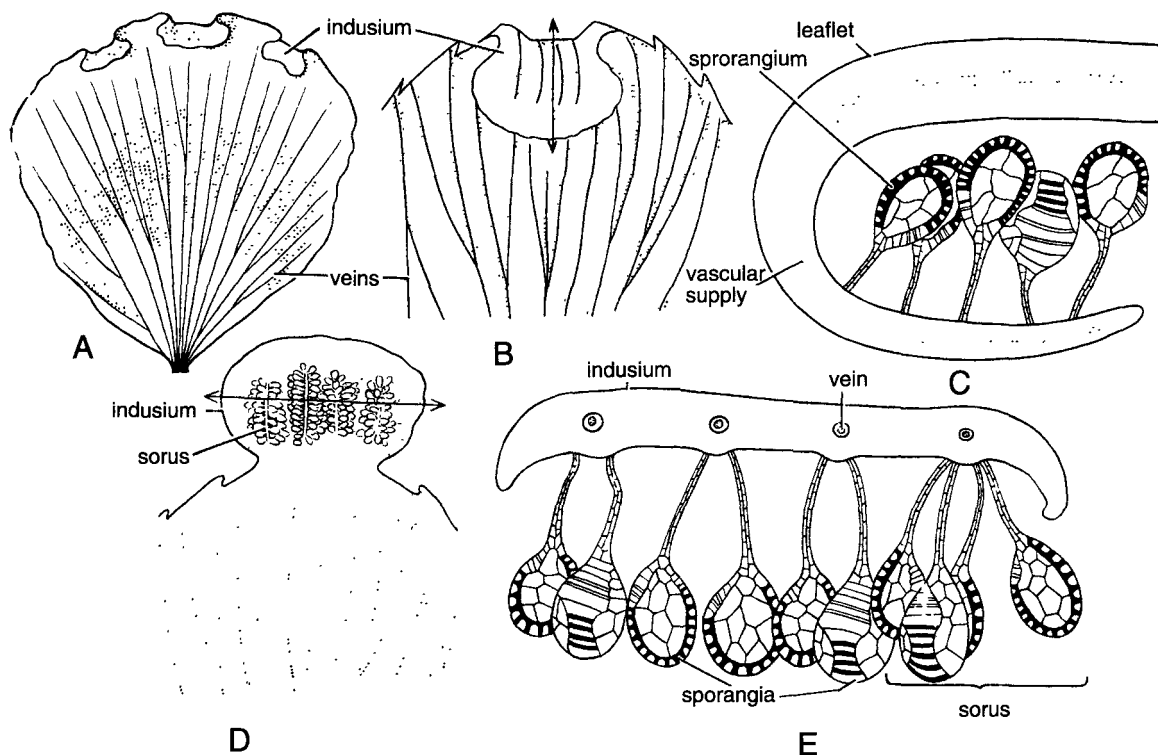 indusium
leaflet
sprorangium
veins
vascular
supply
A
B
C
indusium
sorus
indusium
vein
sporangia
sorus
D
E